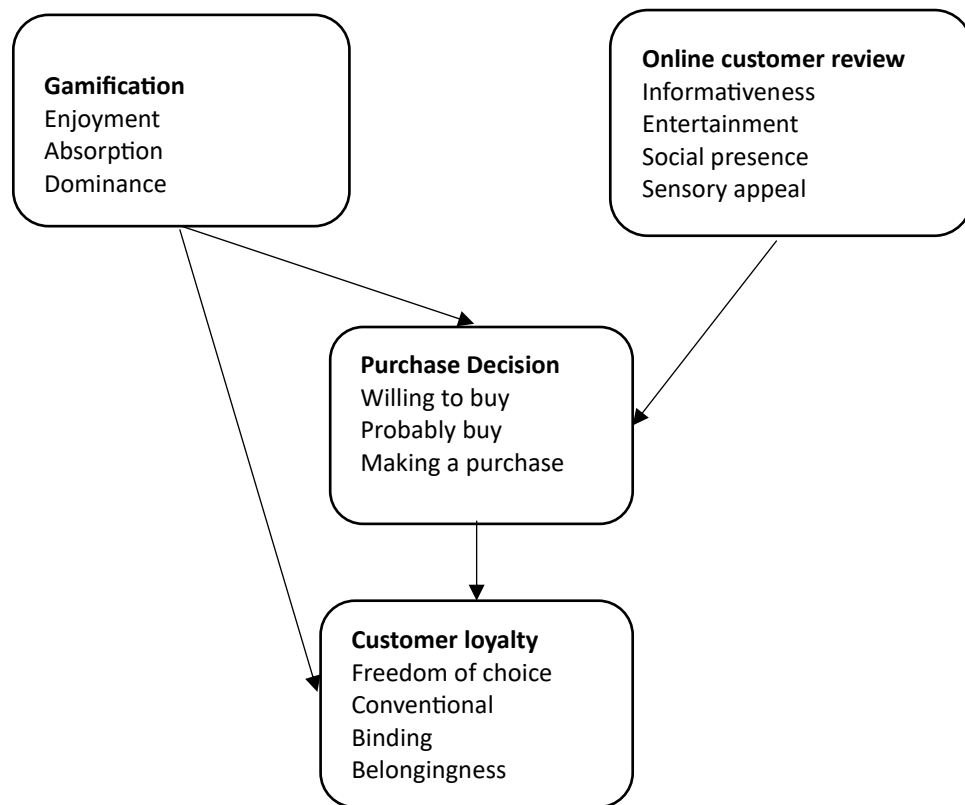 Gamification
Enjoyment
Absorption
Dominance
Online customer review
Informativeness
Entertainment
Social presence
Sensory appeal
Purchase Decision
Willing to buy
Probably buy
Making a purchase
Customer loyalty
Freedom of choice
Conventional
Binding
Belongingness